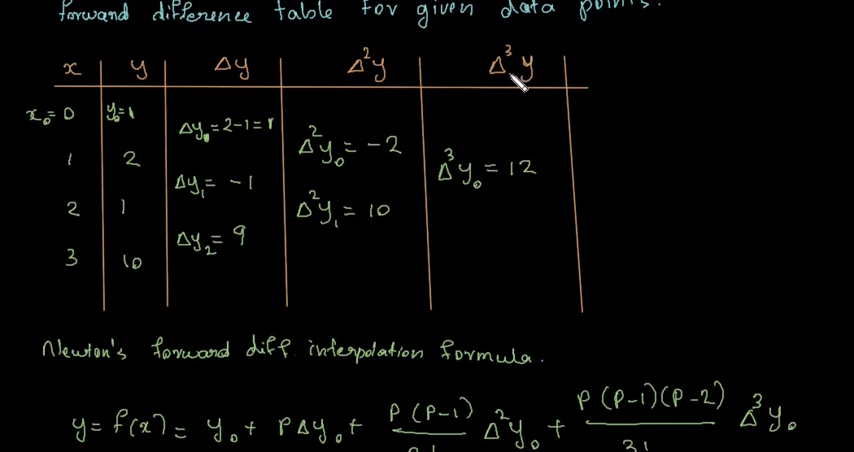 forward difference table for given data points.
x y Δy Δ²y Δ³y
x₀=0 y₀=1
Δy₀=2-1=1
Δ²y₀=-2
1 2
Δ³y₀=12
Δy₁=-1
2 1 Δ²y₁=10
Δy₂=9
3 10
Newton's forward diff. interpolation formula.
y=f(x)= y₀+ PΔy₀+ P(P-1)/2! Δ²y₀+ P(P-1)(P-2)/3! Δ³y₀